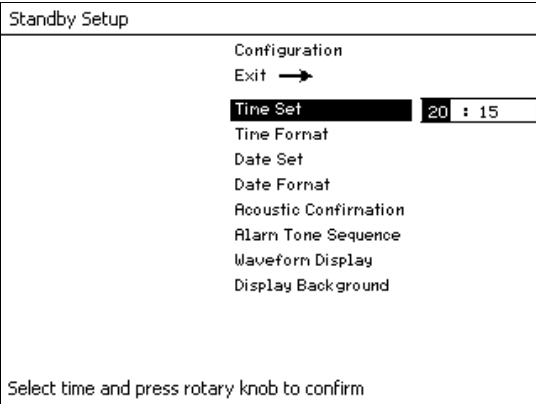 Standby Setup
Configuration
Exit
Time Set 20 : 15
Time Format
Date Set
Date Format
Acoustic Confirmation
Alarm Tone Sequence
Waveform Display
Display Background
Select time and press rotary knob to confirm